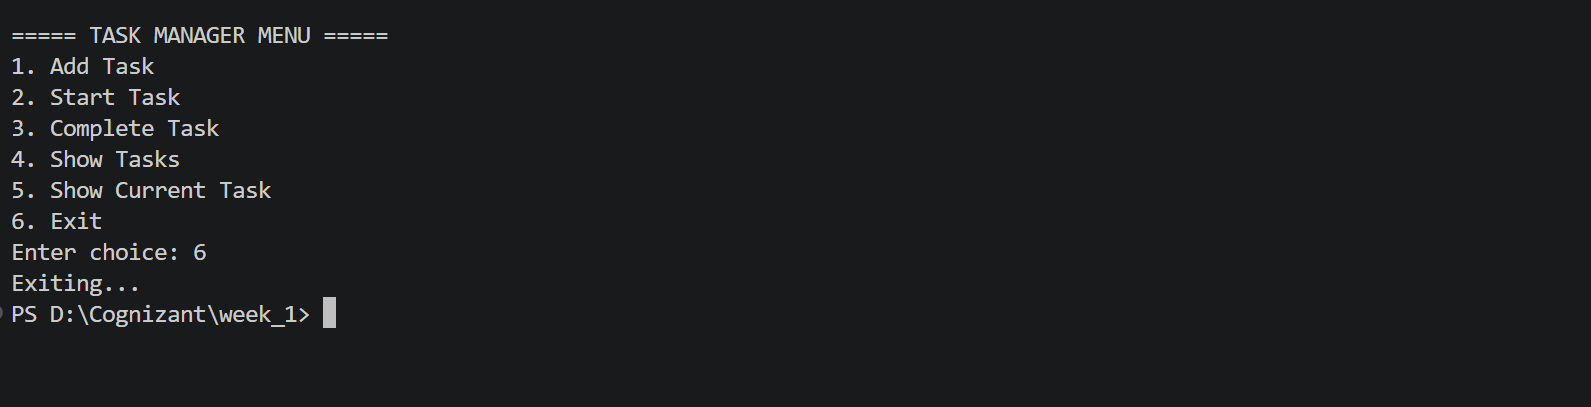 ===== TASK MANAGER MENU =====
1. Add Task
2. Start Task
3. Complete Task
4. Show Tasks
5. Show Current Task
6. Exit
Enter choice: 6
Exiting...
PS D:\Cognizant\week_1>